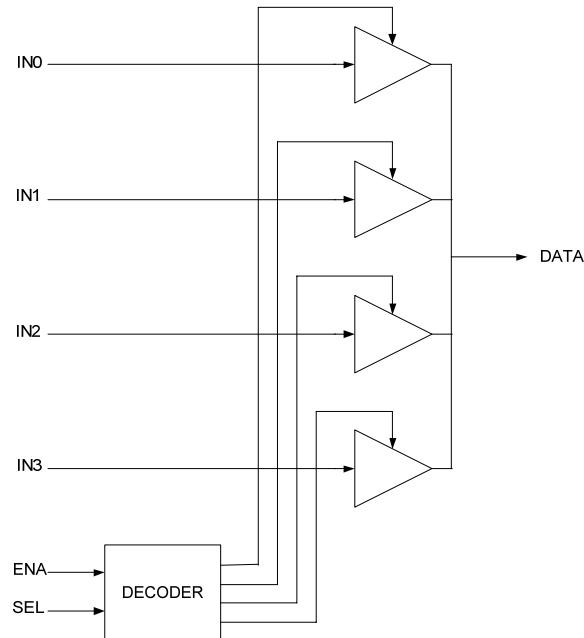 IN0
IN1
DATA
IN2
IN3
ENA
DECODER
SEL